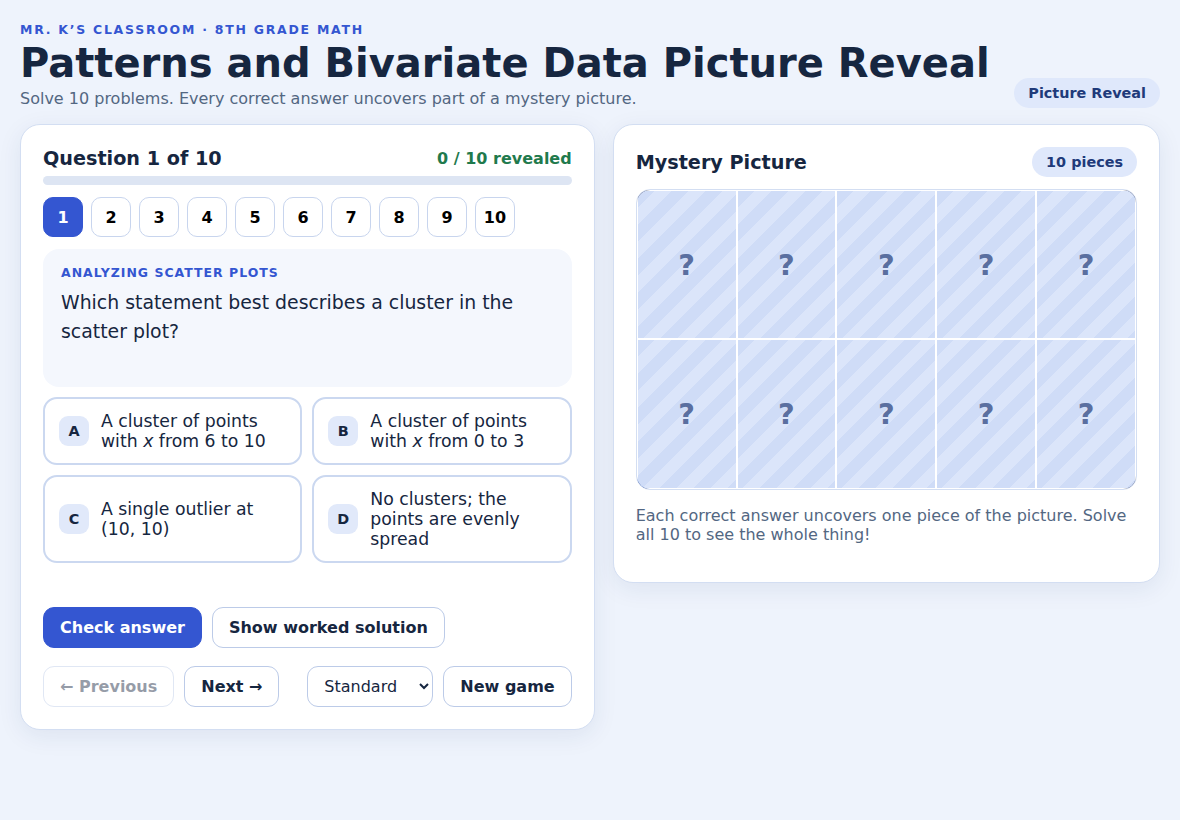 MR. K’S CLASSROOM · 8TH GRADE MATH
Patterns and Bivariate Data Picture Reveal
Solve 10 problems. Every correct answer uncovers part of a mystery picture.
Picture Reveal
Question 1 of 10
0 / 10 revealed
1 2 3 4 5 6 7 8 9 10
ANALYZING SCATTER PLOTS
Which statement best describes a cluster in the
scatter plot?
A
A cluster of points
with x from 6 to 10
B
A cluster of points
with x from 0 to 3
C
A single outlier at
(10, 10)
D
No clusters; the
points are evenly
spread
Check answer
Show worked solution
← Previous
Next →
Standard
New game
Mystery Picture
10 pieces
? ? ? ? ?
? ? ? ? ?
Each correct answer uncovers one piece of the picture. Solve
all 10 to see the whole thing!